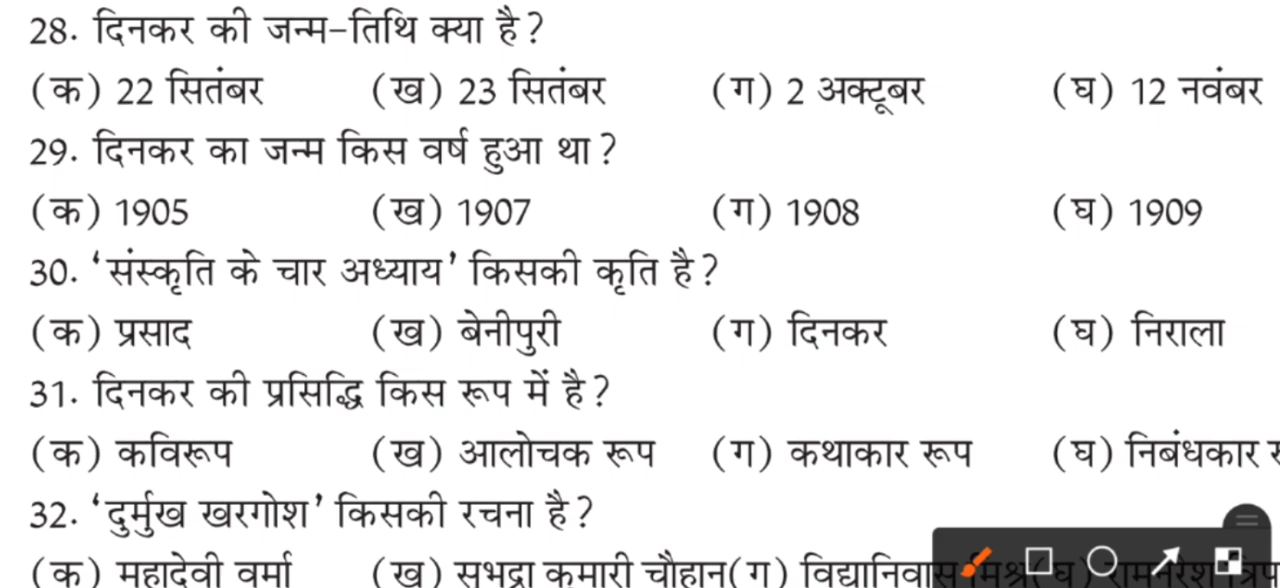 28. दिनकर की जन्म-तिथि क्या है?
(क) 22 सितंबर (ख) 23 सितंबर (ग) 2 अक्टूबर (घ) 12 नवंबर
29. दिनकर का जन्म किस वर्ष हुआ था?
(क) 1905 (ख) 1907 (ग) 1908 (घ) 1909
30. ‘संस्कृति के चार अध्याय’ किसकी कृति है?
(क) प्रसाद (ख) बेनीपुरी (ग) दिनकर (घ) निराला
31. दिनकर की प्रसिद्धि किस रूप में है?
(क) कविरूप (ख) आलोचक रूप (ग) कथाकार रूप (घ) निबंधकार
32. ‘दुर्मुख खरगोश’ किसकी रचना है?
(क) महादेवी वर्मा (ख) सुभद्रा कुमारी चौहान(ग) विद्यानिवास मिश्र(घ)